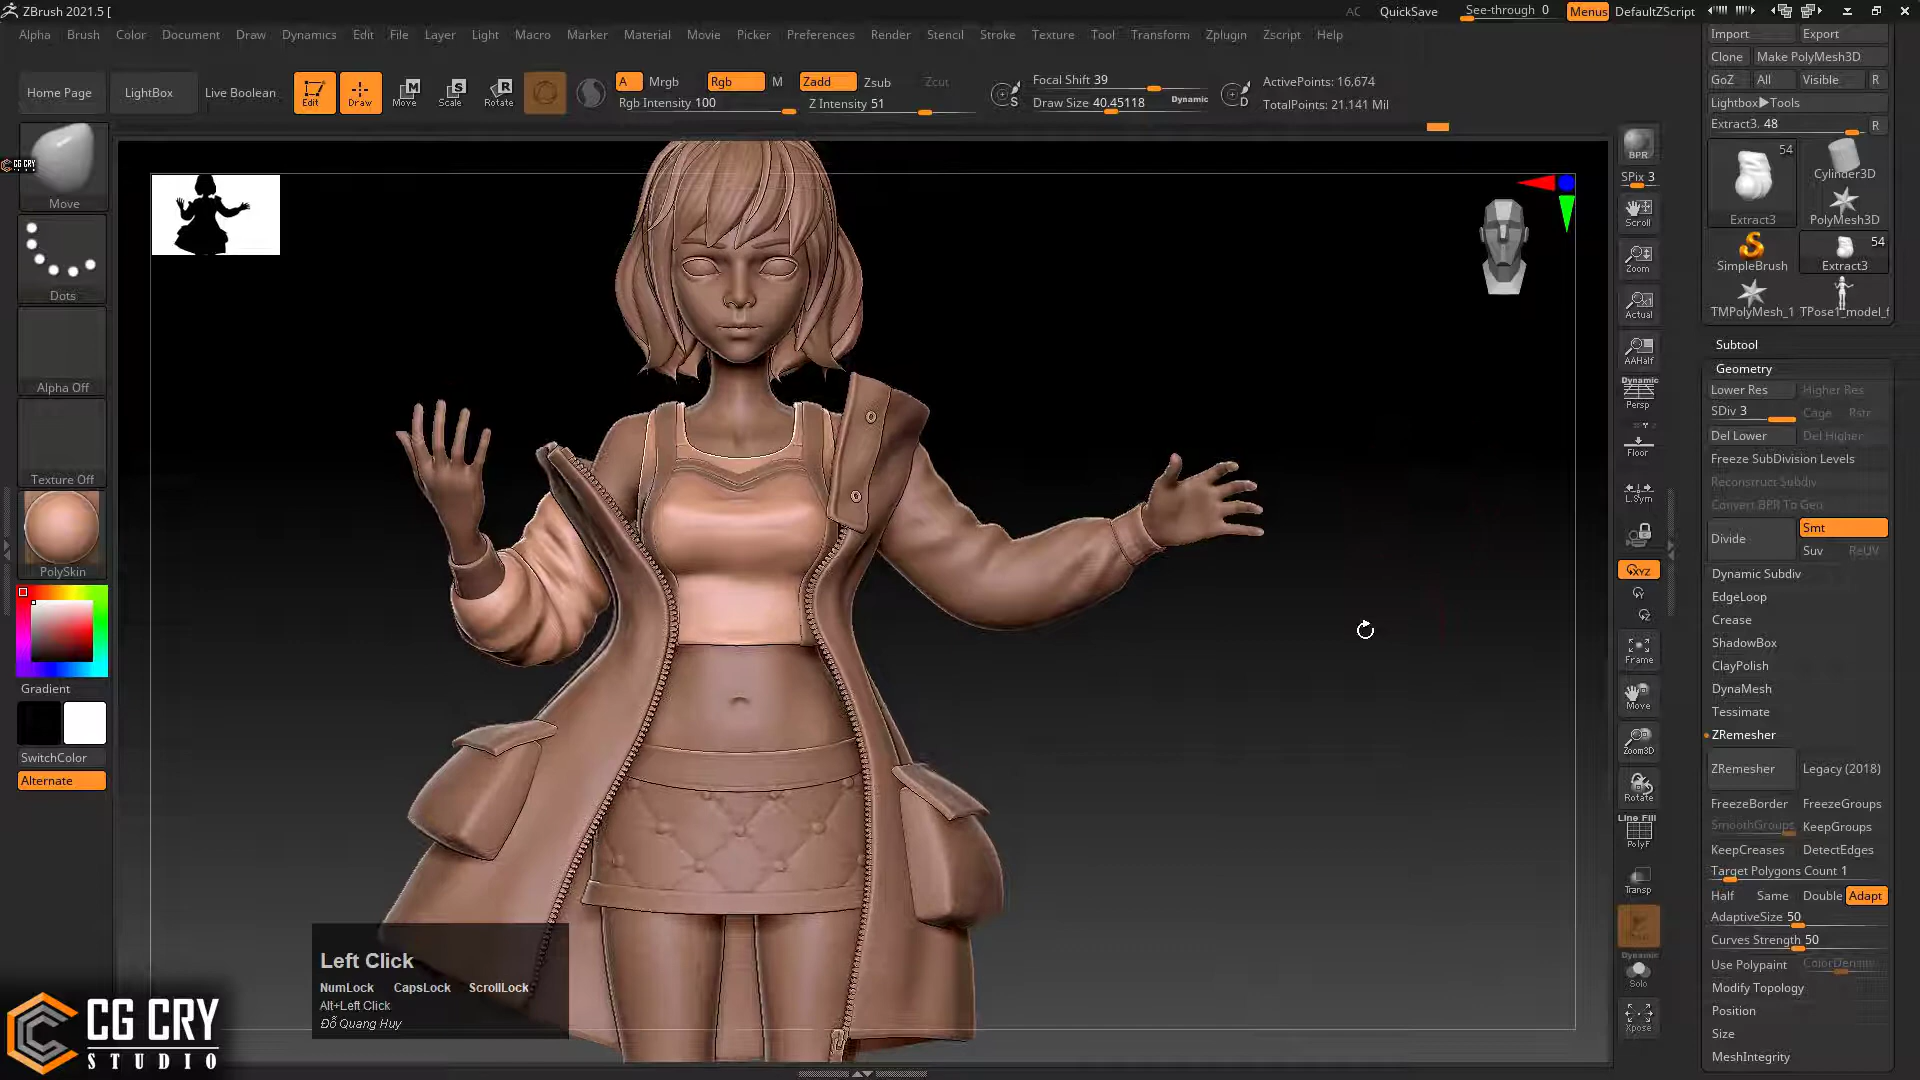 ZBrush 2021.5 [
AC QuickSave See-through 0 Menus DefaultZScript
Alpha Brush Color Document Draw Dynamics Edit File Layer Light Macro Marker Material Movie Picker Preferences Render Stencil Stroke Texture Tool Transform Zplugin Zscript Help
Home Page LightBox Live Boolean
Edit Draw Move Scale Rotate
A Mrgb Rgb M Zadd Zsub Zcut
Rgb Intensity 100 Z Intensity 51
Focal Shift 39
Draw Size 40.45118 Dynamic
ActivePoints: 16,674
TotalPoints: 21.141 Mil
Move
CG CRY
Dots
Alpha Off
Texture Off
PolySkin
Gradient
SwitchColor
Alternate
Left Click
NumLock CapsLock ScrollLock
Alt+Left Click
Đỗ Quang Huy
CG CRY
STUDIO
BPR
SPix 3
Scroll
Zoom
Actual
AAHalf
Dynamic
Persp
Floor
L.Sym
XYZ
Frame
Move
Zoom3D
Rotate
Line Fill
PolyF
Transp
Dynamic
Solo
Xpose
Import Export
Clone Make PolyMesh3D
GoZ All Visible R
Lightbox▶Tools
Extract3. 48 R
54
Extract3
Cylinder3D
PolyMesh3D
SimpleBrush
54
Extract3
TMPolyMesh_1 TPose1_model_f
Subtool
Geometry
Lower Res Higher Res
SDiv 3 Cage Rstr
Del Lower Del Higher
Freeze SubDivision Levels
Reconstruct Subdiv
Convert BPR To Geo
Divide Smt
Suv ReUV
Dynamic Subdiv
EdgeLoop
Crease
ShadowBox
ClayPolish
DynaMesh
Tessimate
ZRemesher
ZRemesher Legacy (2018)
FreezeBorder FreezeGroups
SmoothGroups KeepGroups
KeepCreases DetectEdges
Target Polygons Count 1
Half Same Double Adapt
AdaptiveSize 50
Curves Strength 50
Use Polypaint ColorDensity
Modify Topology
Position
Size
MeshIntegrity